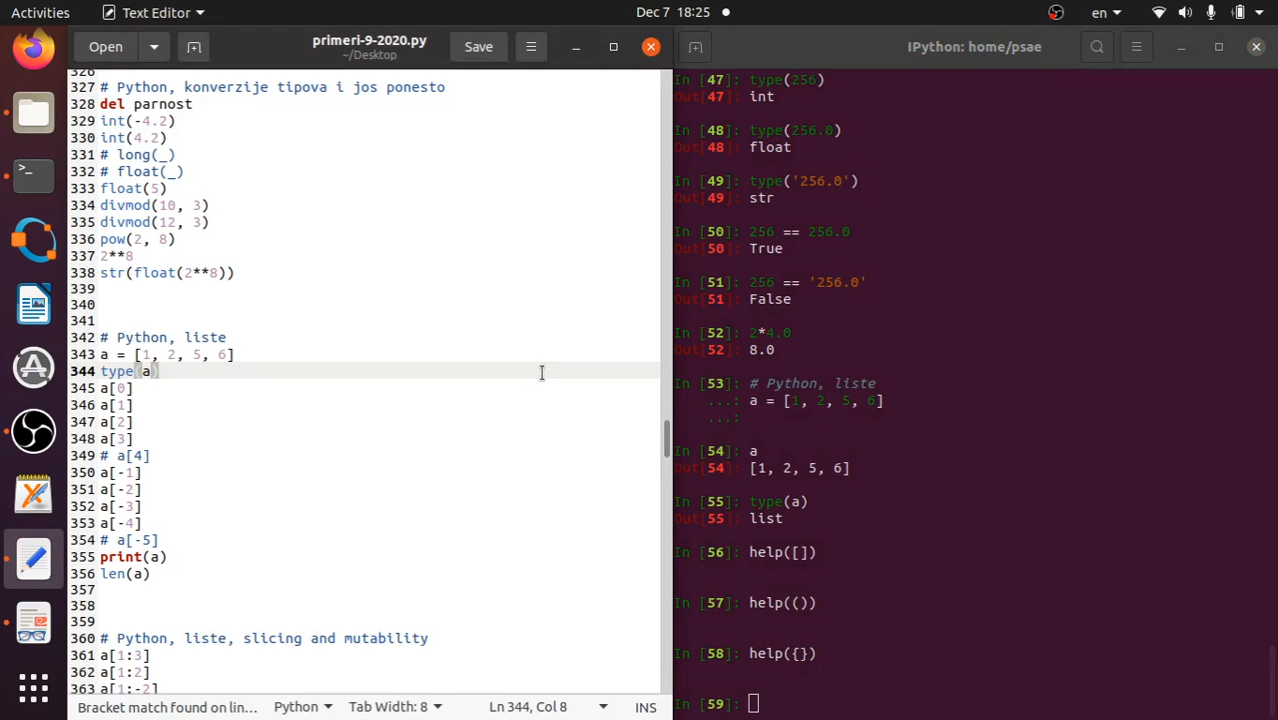 Activities
Text Editor
Dec 7 18:25
en
Open
primeri-9-2020.py
~/Desktop
Save
326
327 # Python, konverzije tipova i jos ponesto
328 del parnost
329 int(-4.2)
330 int(4.2)
331 # long(_)
332 # float(_)
333 float(5)
334 divmod(10, 3)
335 divmod(12, 3)
336 pow(2, 8)
337 2**8
338 str(float(2**8))
339
340
341
342 # Python, liste
343 a = [1, 2, 5, 6]
344 type(a)
345 a[0]
346 a[1]
347 a[2]
348 a[3]
349 # a[4]
350 a[-1]
351 a[-2]
352 a[-3]
353 a[-4]
354 # a[-5]
355 print(a)
356 len(a)
357
358
359
360 # Python, liste, slicing and mutability
361 a[1:3]
362 a[1:2]
363 a[1:-2]
Bracket match found on lin...
Python
Tab Width: 8
Ln 344, Col 8
INS
IPython: home/psae
In [47]: type(256)
Out[47]: int
In [48]: type(256.0)
Out[48]: float
In [49]: type('256.0')
Out[49]: str
In [50]: 256 == 256.0
Out[50]: True
In [51]: 256 == '256.0'
Out[51]: False
In [52]: 2*4.0
Out[52]: 8.0
In [53]: # Python, liste
...: a = [1, 2, 5, 6]
...:
In [54]: a
Out[54]: [1, 2, 5, 6]
In [55]: type(a)
Out[55]: list
In [56]: help([])
In [57]: help(())
In [58]: help({})
In [59]: